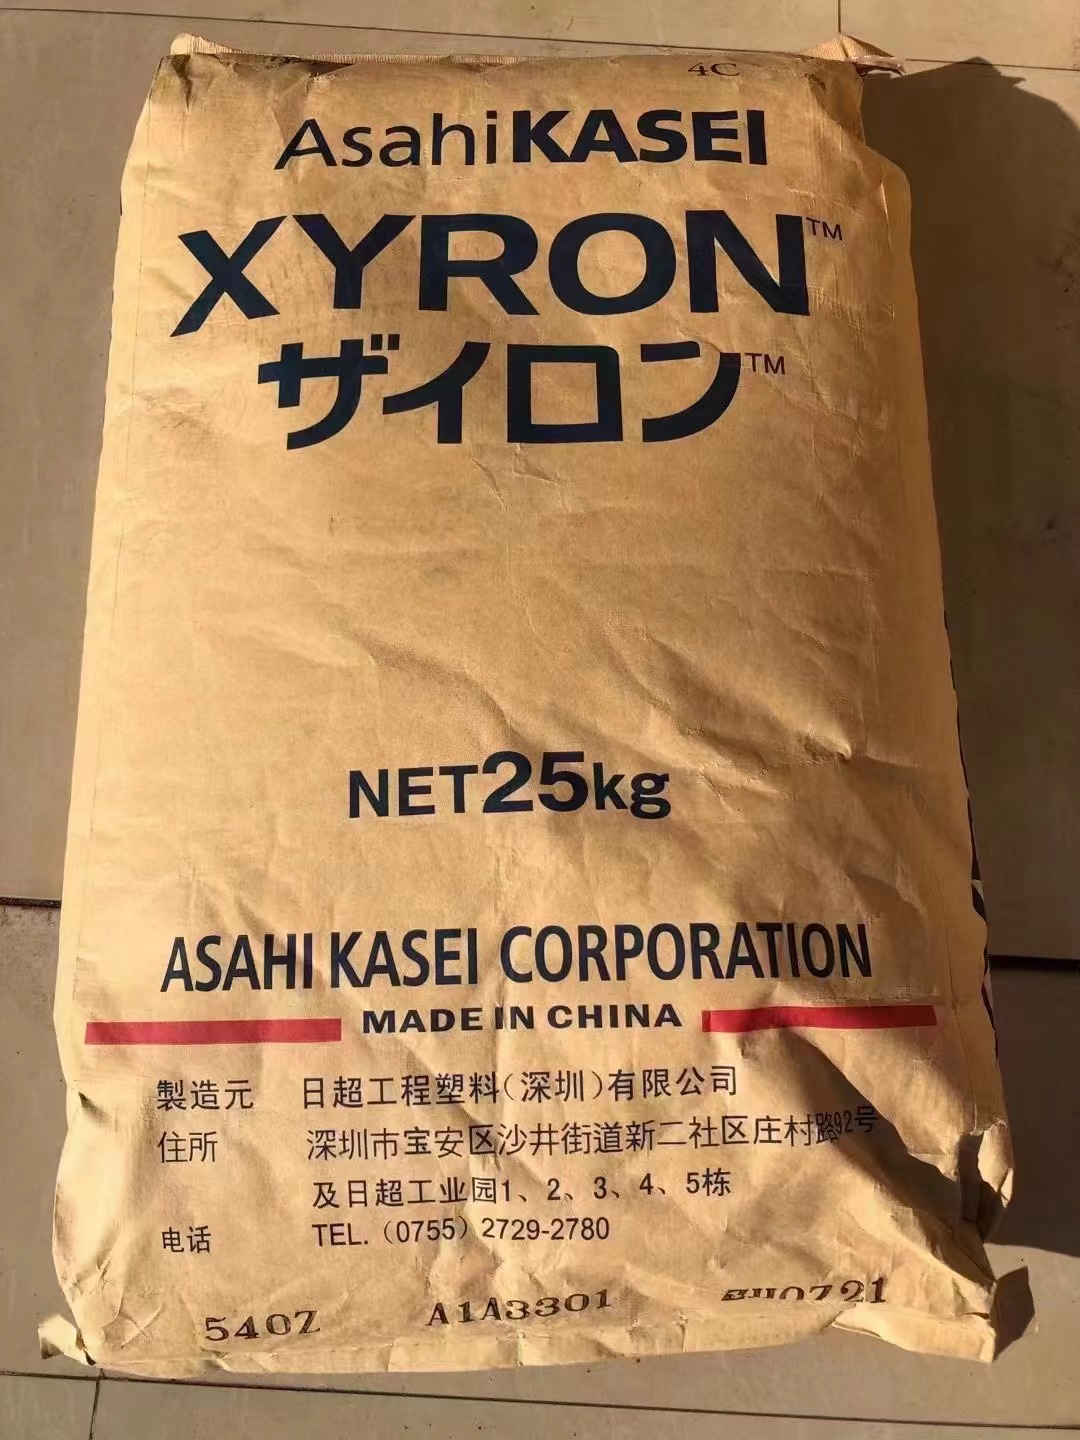 4C
AsahiKASEI
XYRON™
ザイロン™
NET25kg
ASAHI KASEI CORPORATION
MADE IN CHINA
製造元 日超工程塑料(深圳)有限公司
住所 深圳市宝安区沙井街道新二社区庄村路92号
及日超工业园1、2、3、4、5栋
电话 TEL.(0755)2729-2780
540Z A1A3301